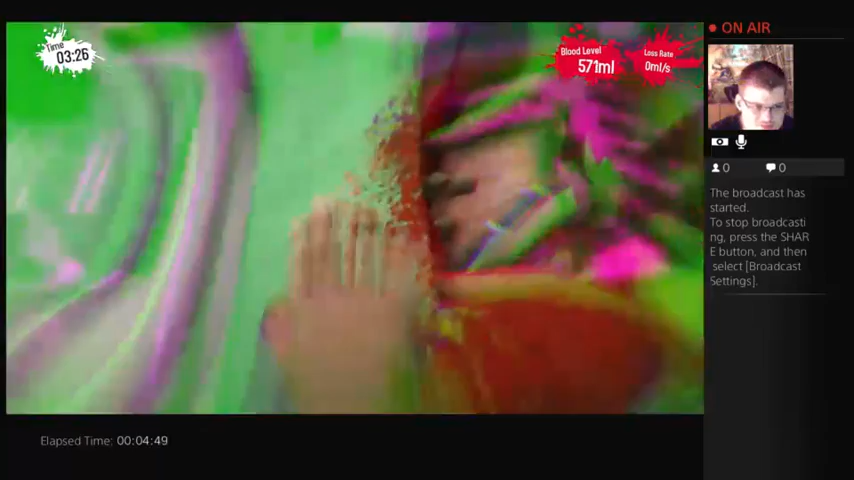 Time
03:26
Blood Level
571ml
Loss Rate
0ml/s
ON AIR
0
0
The broadcast has
started.
To stop broadcasti
ng, press the SHAR
E button, and then
select [Broadcast
Settings].
Elapsed Time: 00:04:49